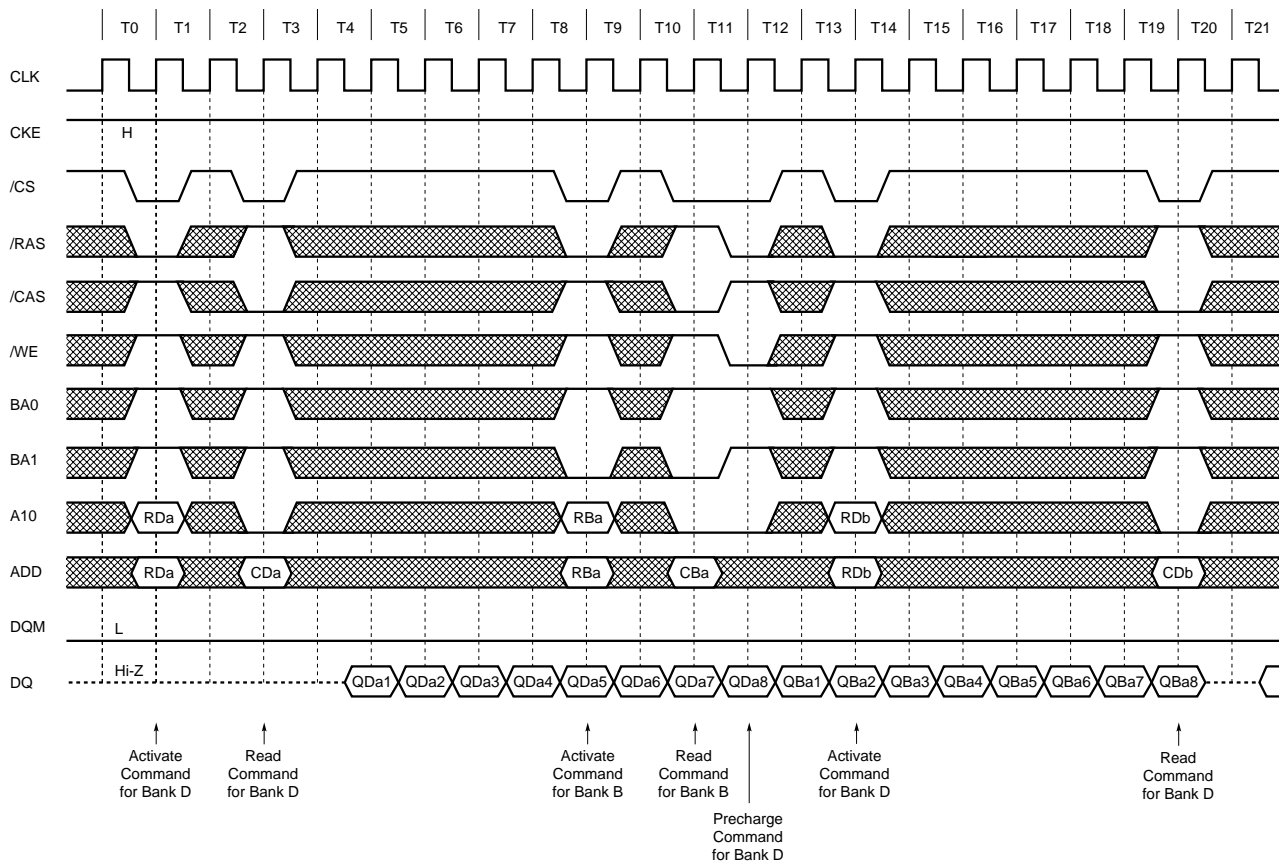 T0 T1 T2 T3 T4 T5 T6 T7 T8 T9 T10 T11 T12 T13 T14 T15 T16 T17 T18 T19 T20 T21
CLK
CKE H
/CS
/RAS
/CAS
/WE
BA0
BA1
A10 RDa RBa RDb
ADD RDa CDa RBa CBa RDb CDb
DQM L
Hi-Z
DQ QDa1 QDa2 QDa3 QDa4 QDa5 QDa6 QDa7 QDa8 QBa1 QBa2 QBa3 QBa4 QBa5 QBa6 QBa7 QBa8
Activate
Command
for Bank D
Read
Command
for Bank D
Activate
Command
for Bank B
Read
Command
for Bank B
Precharge
Command
for Bank D
Activate
Command
for Bank D
Read
Command
for Bank D